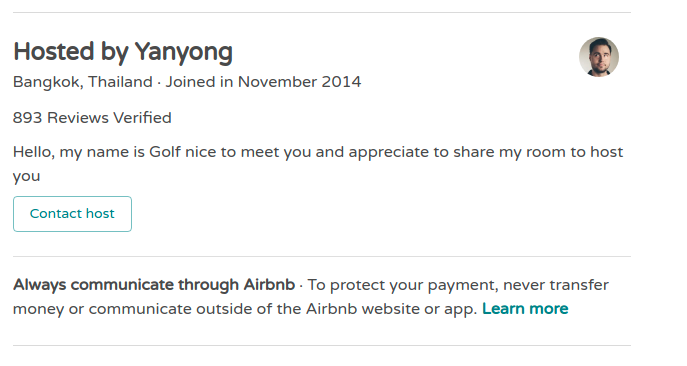 Hosted by Yanyong
Bangkok, Thailand · Joined in November 2014
893 Reviews Verified
Hello, my name is Golf nice to meet you and appreciate to share my room to host
you
Contact host
Always communicate through Airbnb · To protect your payment, never transfer
money or communicate outside of the Airbnb website or app. Learn more